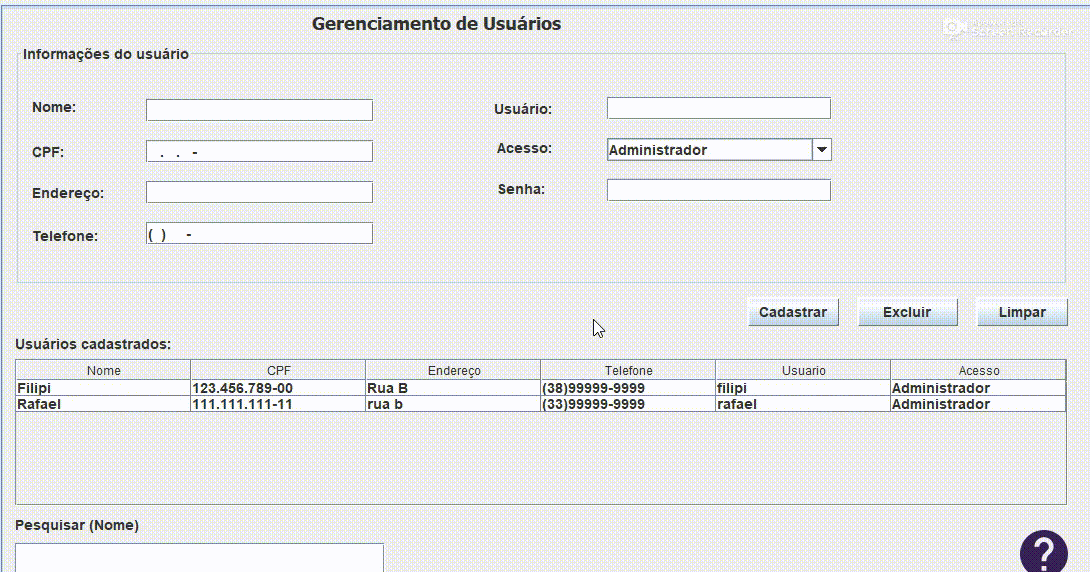 Gerenciamento de Usuários
Screen Recorder
Informações do usuário
Nome:
Usuário:
CPF: . . -
Acesso: Administrador
Endereço:
Senha:
Telefone: ( ) -
Cadastrar Excluir Limpar
Usuários cadastrados:
Nome CPF Endereço Telefone Usuario Acesso
Filipi 123.456.789-00 Rua B (38)99999-9999 filipi Administrador
Rafael 111.111.111-11 rua b (33)99999-9999 rafael Administrador
Pesquisar (Nome)
?